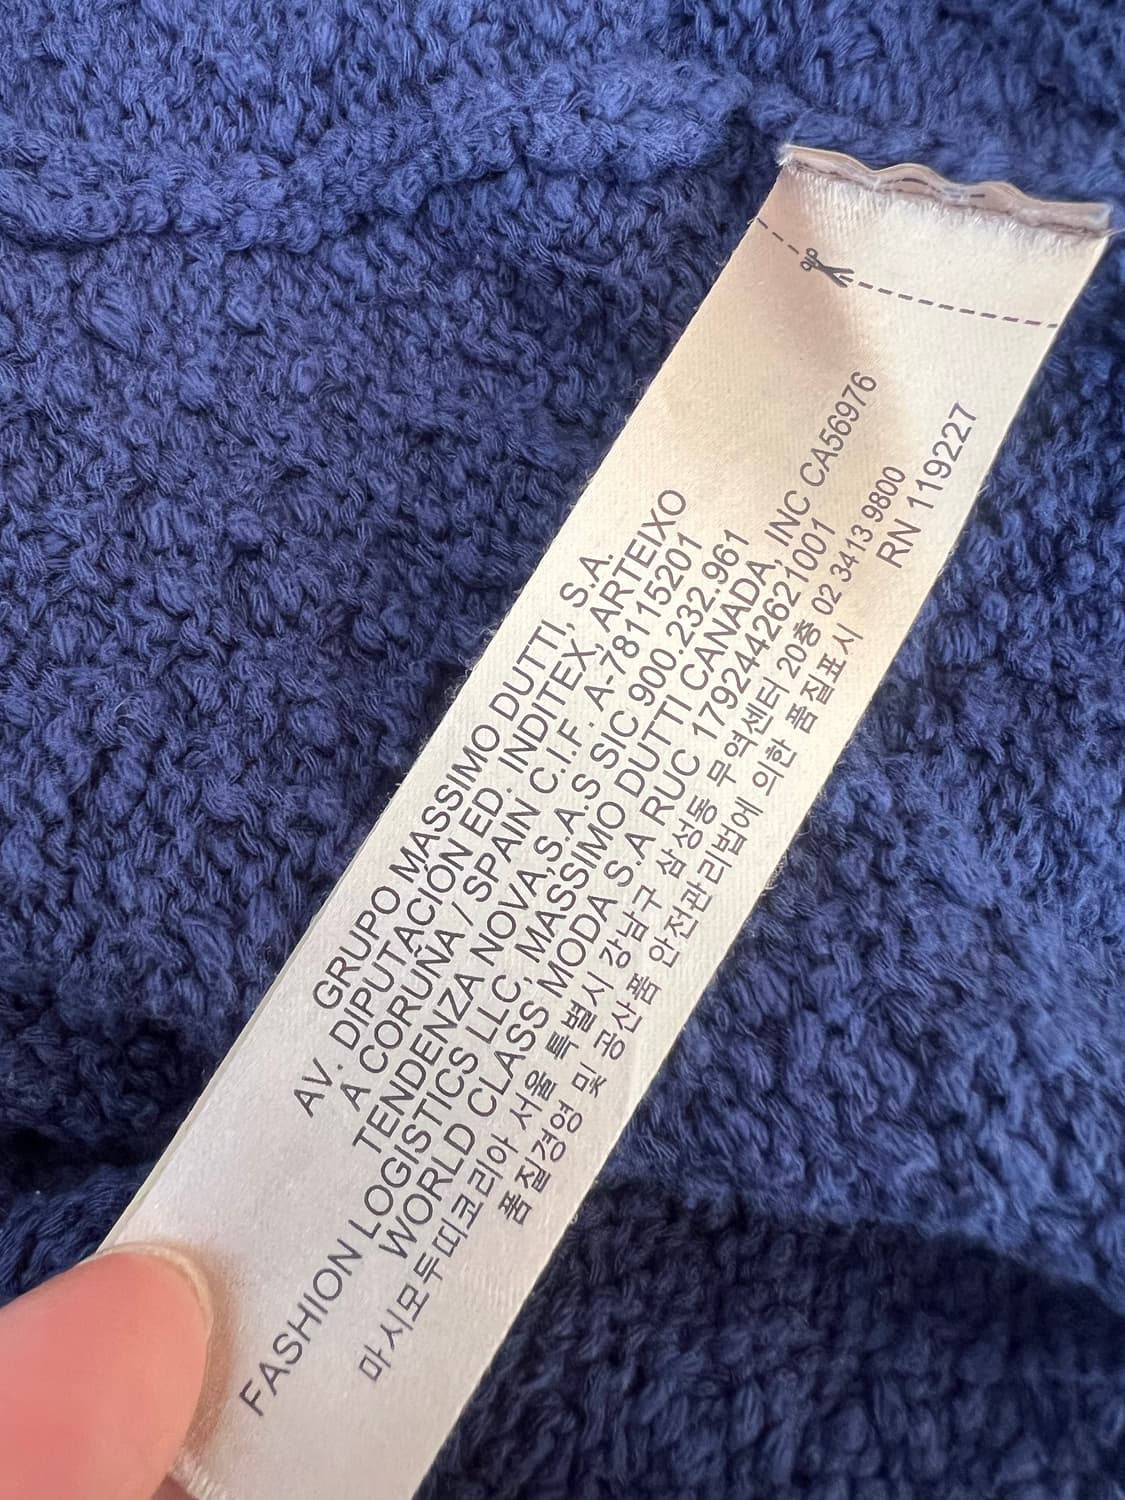 GRUPO MASSIMO DUTTI, S.A.
AV. DIPUTACIÓN ED. INDITEX, ARTEIXO
A CORUÑA / SPAIN C.I.F. A-78115201
TENDENZA NOVA,S.A.S SIC 900.232.961
FASHION LOGISTICS LLC, MASSIMO DUTTI CANADA, INC CA56976
WORLD CLASS MODA S.A RUC 1792442621001
마시모두띠코리아 서울 특별시 강남구 삼성동 무역센터 20층 02 3413 9800
품질경영 및 공산품 안전관리법에 의한 품질표시
RN 119227